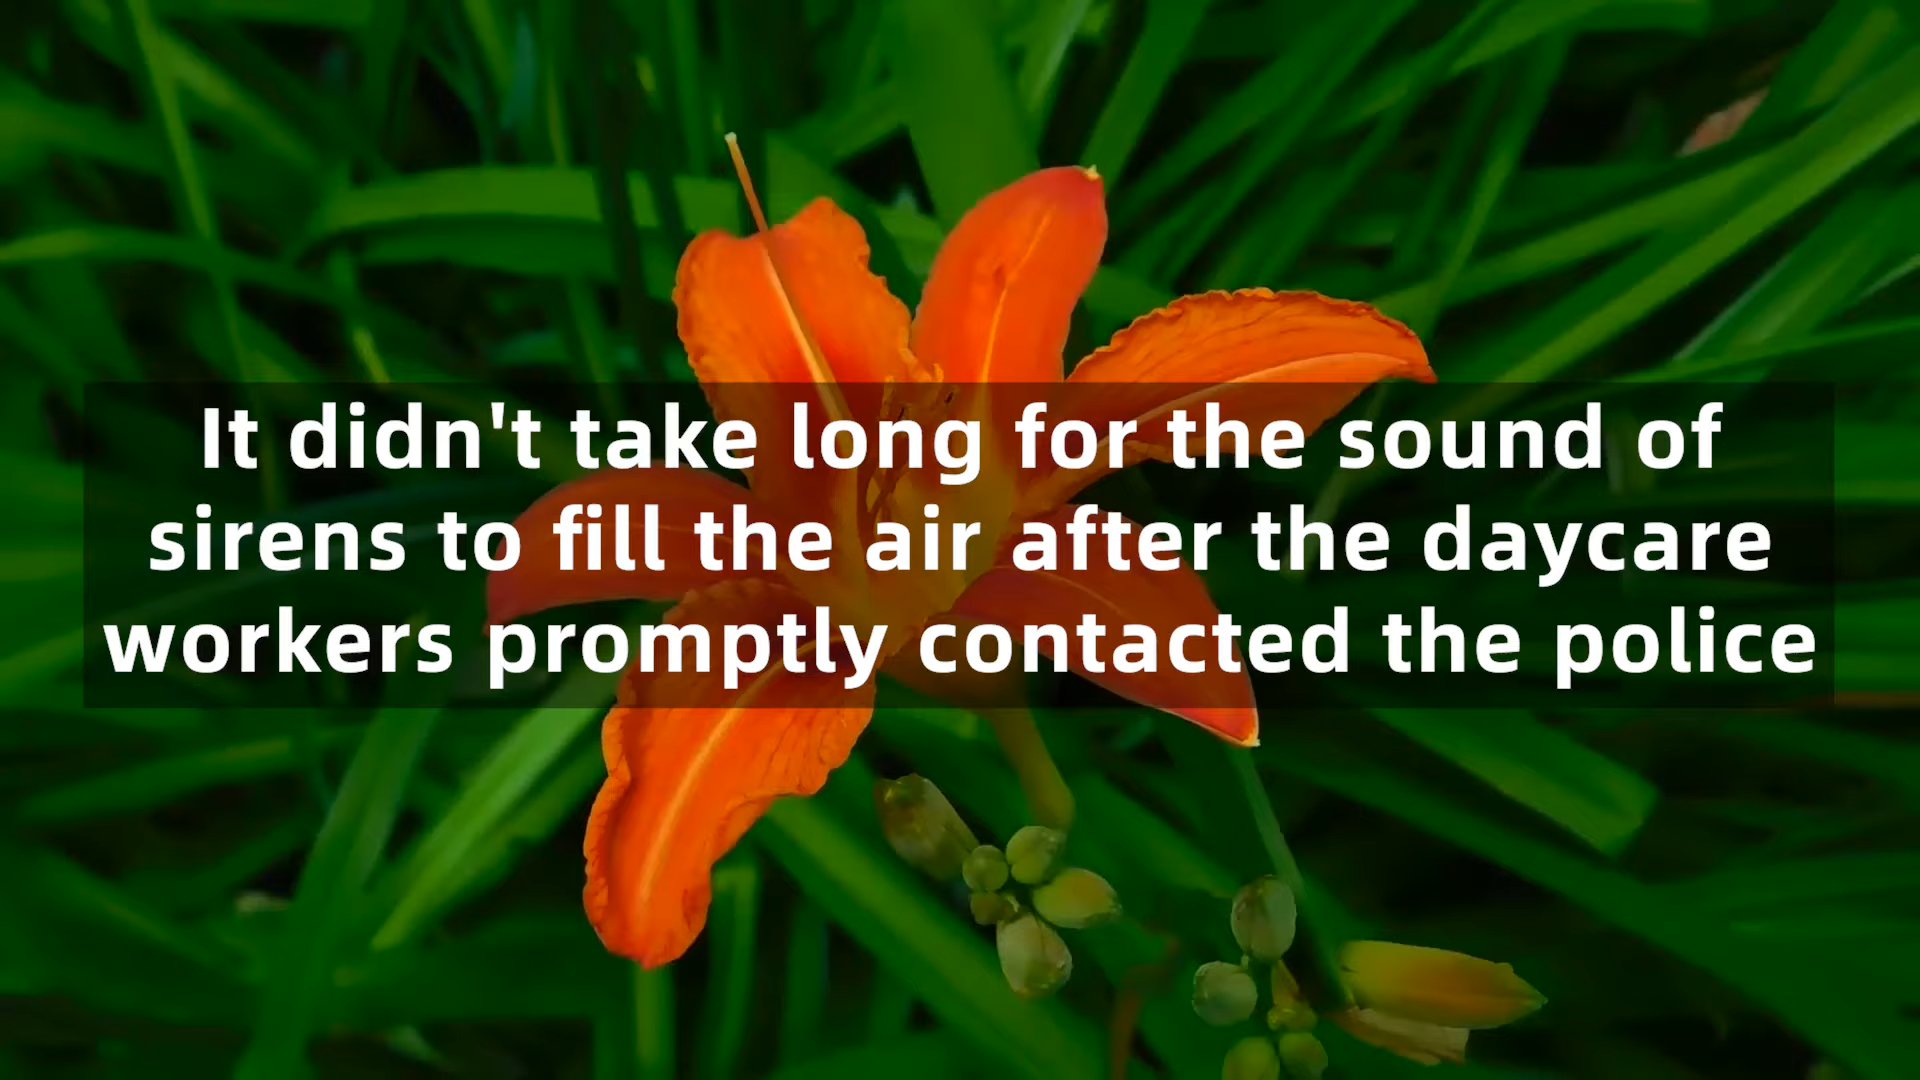 It didn't take long for the sound of
sirens to fill the air after the daycare
workers promptly contacted the police